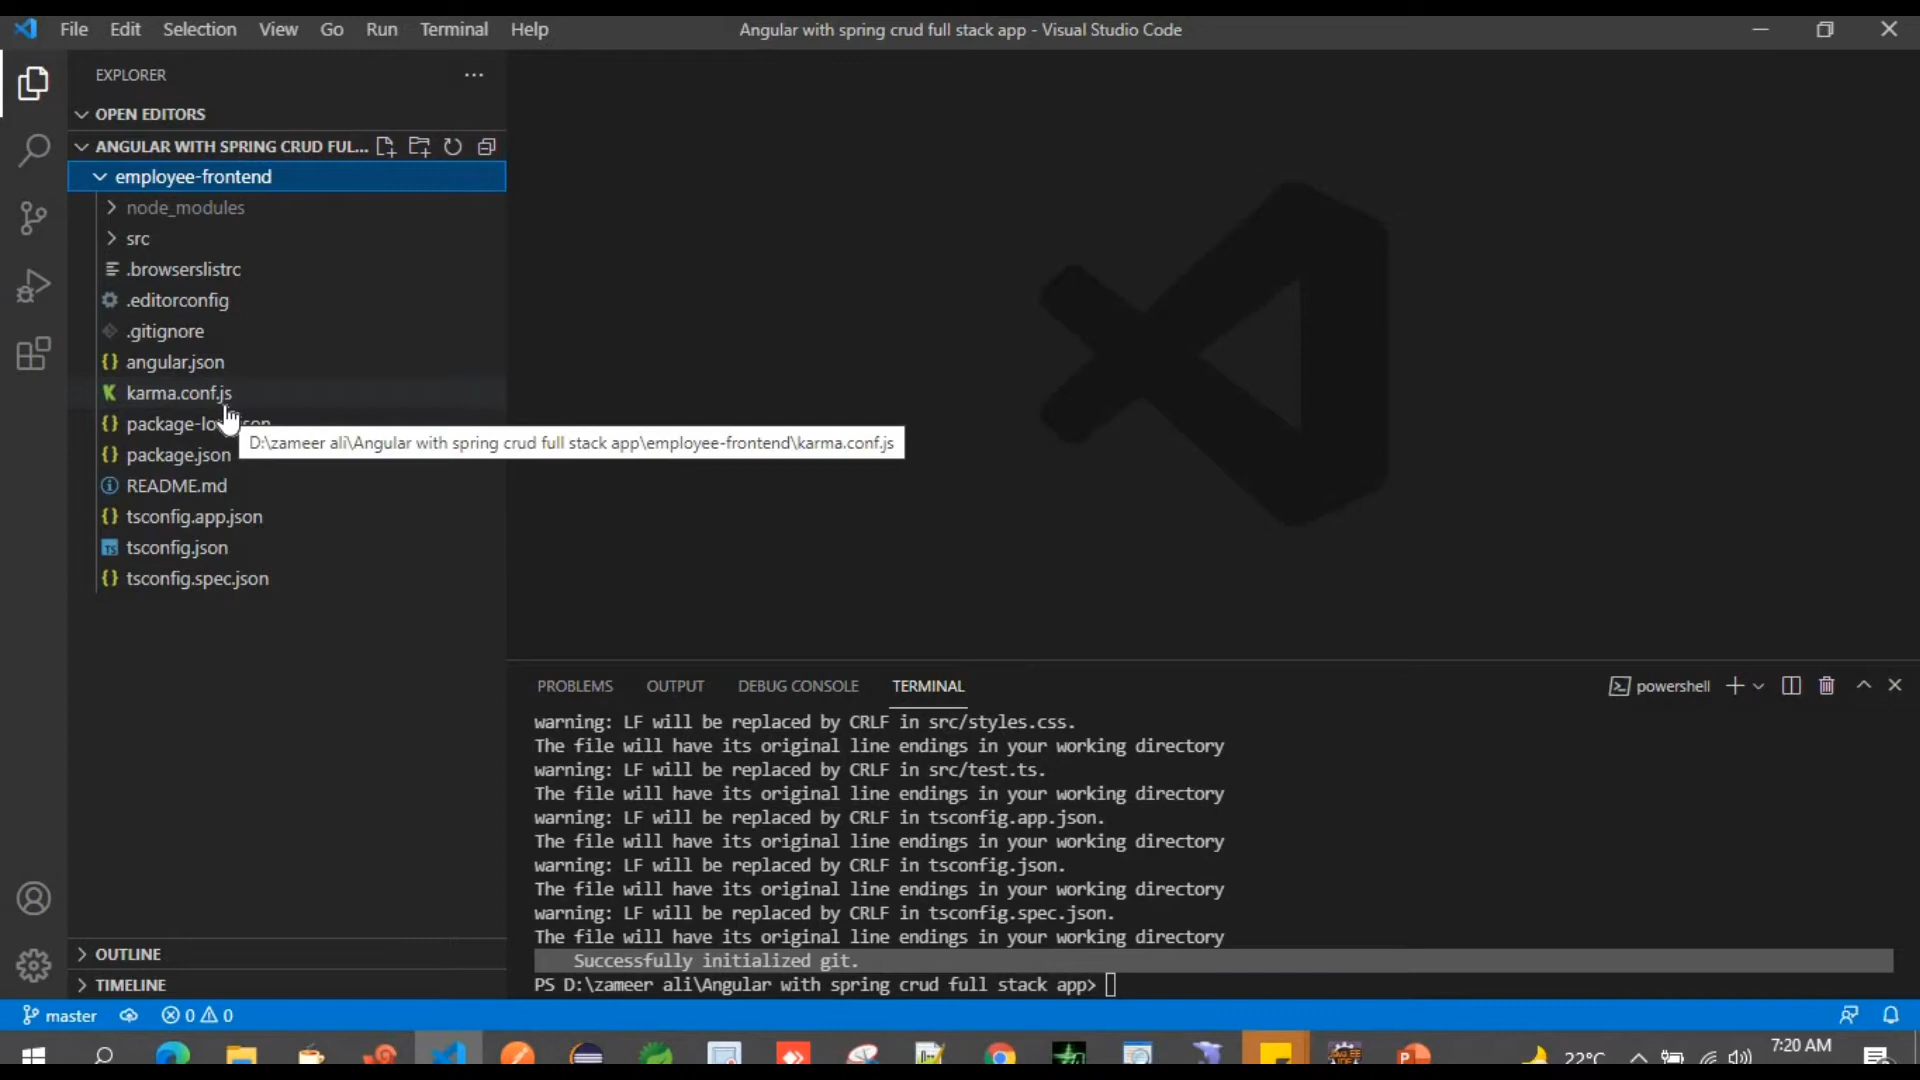 File Edit Selection View Go Run Terminal Help
Angular with spring crud full stack app - Visual Studio Code
EXPLORER
OPEN EDITORS
ANGULAR WITH SPRING CRUD FUL...
employee-frontend
node_modules
src
.browserslistrc
.editorconfig
.gitignore
angular.json
karma.conf.js
D:\zameer ali\Angular with spring crud full stack app\employee-frontend\karma.conf.js
package.json
README.md
tsconfig.app.json
tsconfig.json
tsconfig.spec.json
OUTLINE
TIMELINE
PROBLEMS OUTPUT DEBUG CONSOLE TERMINAL
powershell
warning: LF will be replaced by CRLF in src/styles.css.
The file will have its original line endings in your working directory
warning: LF will be replaced by CRLF in src/test.ts.
The file will have its original line endings in your working directory
warning: LF will be replaced by CRLF in tsconfig.app.json.
The file will have its original line endings in your working directory
warning: LF will be replaced by CRLF in tsconfig.json.
The file will have its original line endings in your working directory
warning: LF will be replaced by CRLF in tsconfig.spec.json.
The file will have its original line endings in your working directory
Successfully initialized git.
PS D:\zameer ali\Angular with spring crud full stack app>
master 0 0
22°C
7:20 AM